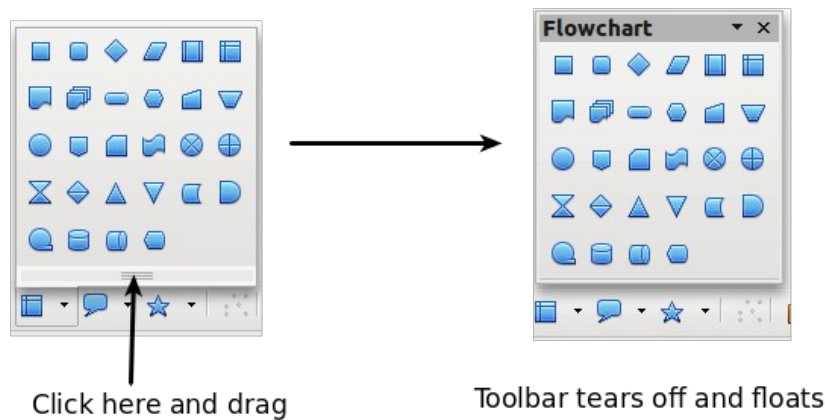 Flowchart
Click here and drag
Toolbar tears off and floats